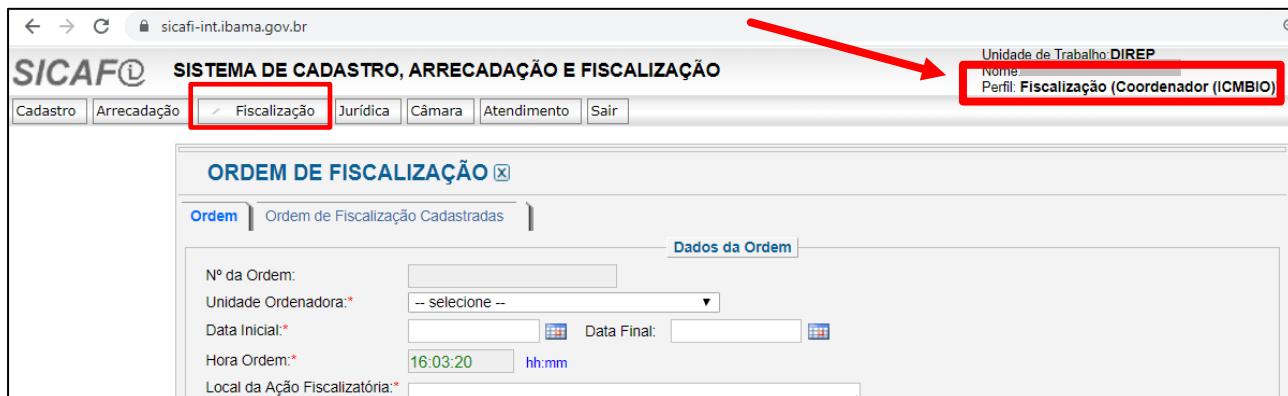 sicafi-int.ibama.gov.br
SICAFi SISTEMA DE CADASTRO, ARRECADAÇÃO E FISCALIZAÇÃO
Unidade de Trabalho:DIREP
Nome:
Perfil: Fiscalização (Coordenador (ICMBIO)
Cadastro Arrecadação Fiscalização Jurídica Câmara Atendimento Sair
ORDEM DE FISCALIZAÇÃO
Ordem Ordem de Fiscalização Cadastradas
Dados da Ordem
Nº da Ordem:
Unidade Ordenadora:* -- selecione --
Data Inicial:* Data Final:
Hora Ordem:* 16:03:20 hh:mm
Local da Ação Fiscalizatória:*